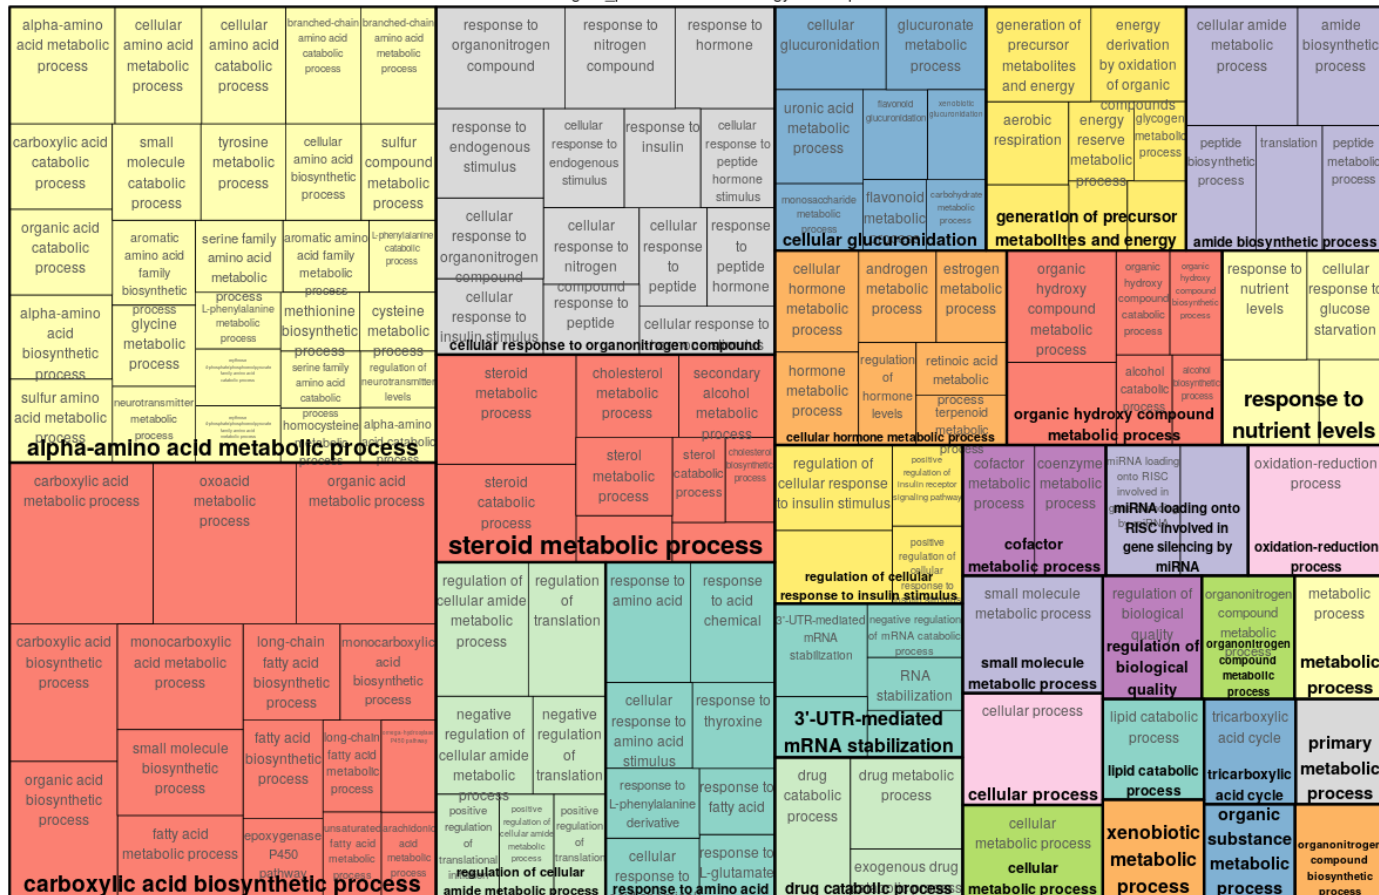 alpha-amino
acid metabolic
process
cellular
amino acid
metabolic
process
cellular
amino acid
catabolic
process
branched-chain
amino acid
catabolic
process
branched-chain
amino acid
metabolic
process
carboxylic acid
catabolic
process
small
molecule
catabolic
process
tyrosine
metabolic
process
cellular
amino acid
biosynthetic
process
sulfur
compound
metabolic
process
organic acid
catabolic
process
aromatic
amino acid
family
biosynthetic
process
serine family
amino acid
metabolic
process
aromatic amino
acid family
metabolic
process
L-phenylalanine
catabolic
process
alpha-amino
acid
biosynthetic
process
glycine
metabolic
process
L-phenylalanine
metabolic
process
methionine
biosynthetic
process
cysteine
metabolic
process
serine family
amino acid
catabolic
process
regulation of
neurotransmitter
levels
sulfur amino
acid metabolic
process
neurotransmitter
metabolic
process
homocysteine
metabolic
process
alpha-amino
acid catabolic
alpha-amino acid metabolic process
response to
organonitrogen
compound
response to
nitrogen
compound
response to
hormone
response to
endogenous
stimulus
cellular
response to
endogenous
stimulus
response to
insulin
cellular
response to
peptide
hormone
stimulus
cellular
response to
organonitrogen
compound
cellular
response to
nitrogen
compound
cellular
response
to
peptide
response
to
peptide
hormone
cellular
response to
insulin stimulus
response to
peptide
cellular response to
cellular response to organonitrogen compound
cellular
glucuronidation
glucuronate
metabolic
process
uronic acid
metabolic
process
flavonoid
glucuronidation
xenobiotic
glucuronidation
monosaccharide
metabolic
process
flavonoid
metabolic
process
carbohydrate
metabolic
process
cellular glucuronidation
generation of
precursor
metabolites
and energy
energy
derivation
by oxidation
of organic
compounds
aerobic
respiration
energy
reserve
metabolic
process
glycogen
metabolic
process
generation of precursor
metabolites and energy
cellular amide
metabolic
process
amide
biosynthetic
process
peptide
biosynthetic
process
translation
peptide
metabolic
process
amide biosynthetic process
cellular
hormone
metabolic
process
androgen
metabolic
process
estrogen
metabolic
process
hormone
metabolic
process
regulation
of
hormone
levels
retinoic acid
metabolic
process
terpenoid
metabolic
process
cellular hormone metabolic process
organic
hydroxy
compound
metabolic
process
organic
hydroxy
compound
catabolic
process
organic
hydroxy
compound
biosynthetic
process
alcohol
catabolic
process
alcohol
biosynthetic
process
organic hydroxy compound
metabolic process
response to
nutrient
levels
cellular
response to
glucose
starvation
response to
nutrient levels
steroid
metabolic
process
cholesterol
metabolic
process
secondary
alcohol
metabolic
process
steroid
catabolic
process
sterol
metabolic
process
sterol
catabolic
process
cholesterol
biosynthetic
process
steroid metabolic process
regulation of
cellular response
to insulin stimulus
positive
regulation of
insulin receptor
signaling pathway
positive
regulation of
cellular
response to
regulation of cellular
response to insulin stimulus
cofactor
metabolic
process
coenzyme
metabolic
process
cofactor
metabolic process
miRNA loading
onto RISC
involved in
miRNA loading onto
RISC involved in
gene silencing by
miRNA
oxidation-reduction
process
oxidation-reduction
process
carboxylic acid
metabolic process
oxoacid
metabolic
process
organic acid
metabolic process
carboxylic acid
biosynthetic
process
monocarboxylic
acid metabolic
process
long-chain
fatty acid
biosynthetic
process
monocarboxylic
acid
biosynthetic
process
organic acid
biosynthetic
process
small molecule
biosynthetic
process
fatty acid
biosynthetic
process
long-chain
fatty acid
metabolic
process
fatty acid
metabolic process
epoxygenase
P450
pathway
unsaturated
fatty acid
metabolic
process
arachidonic
acid
metabolic
process
carboxylic acid biosynthetic process
regulation of
cellular amide
metabolic
process
regulation
of
translation
negative
regulation of
cellular amide
metabolic
process
negative
regulation
of
translation
positive
regulation
of
translational
positive
regulation of
cellular amide
metabolic
process
positive
regulation
of
translation
regulation of cellular
amide metabolic process
response to
amino acid
response
to acid
chemical
cellular
response to
amino acid
stimulus
response to
thyroxine
response to
L-phenylalanine
derivative
response to
fatty acid
cellular
response to
response to
L-glutamate
response to amino acid
3'-UTR-mediated
mRNA
stabilization
negative regulation
of mRNA catabolic
process
RNA
stabilization
3'-UTR-mediated
mRNA stabilization
drug
catabolic
process
drug metabolic
process
exogenous drug
drug catabolic process
small molecule
metabolic process
small molecule
metabolic process
regulation of
biological
quality
regulation of
biological
quality
organonitrogen
compound
metabolic
process
organonitrogen
compound
metabolic
process
metabolic
process
metabolic
process
cellular process
cellular process
lipid catabolic
process
lipid catabolic
process
tricarboxylic
acid cycle
tricarboxylic
acid cycle
primary
metabolic
process
cellular
metabolic
process
cellular
metabolic process
xenobiotic
metabolic
process
organic
substance
metabolic
process
organonitrogen
compound
biosynthetic
process